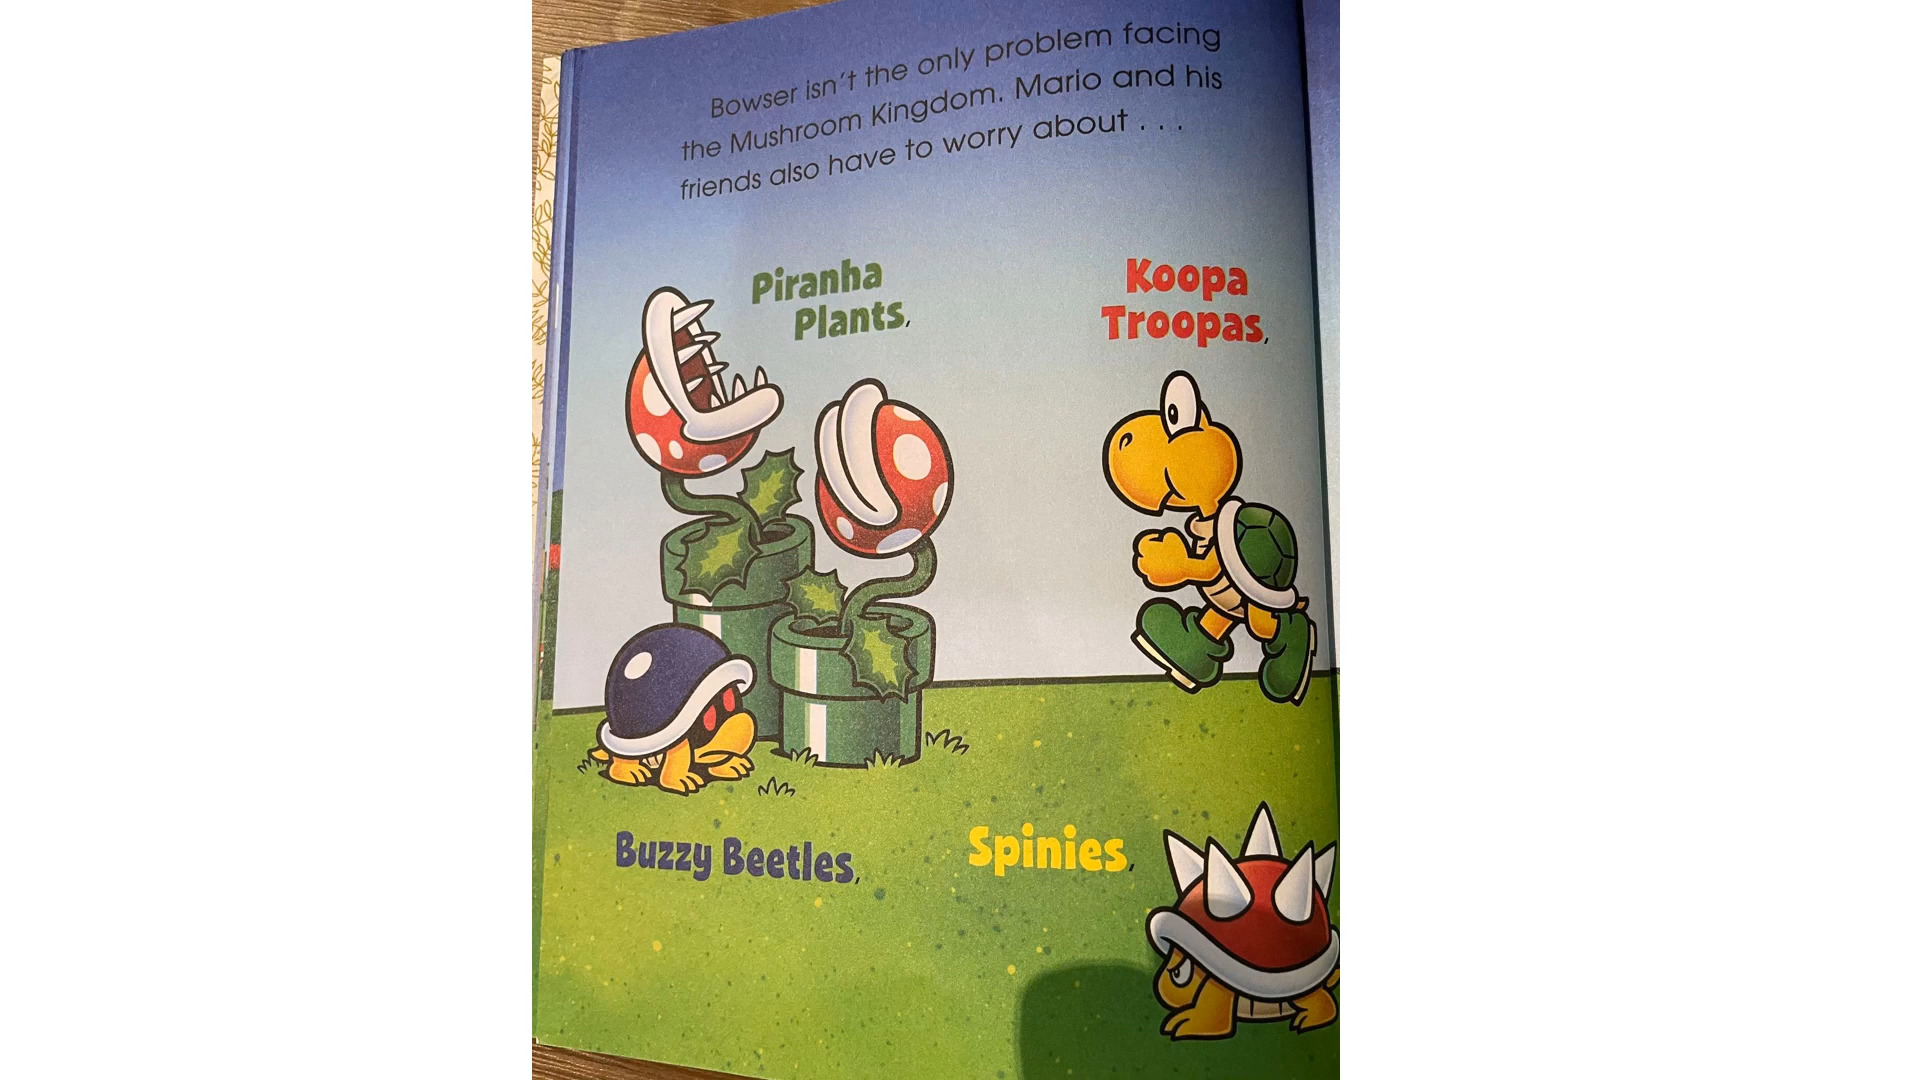 Bowser isn't the only problem facing
the Mushroom Kingdom. Mario and his
friends also have to worry about . . .
Piranha
Plants,
Koopa
Troopas,
Buzzy Beetles,
Spinies,